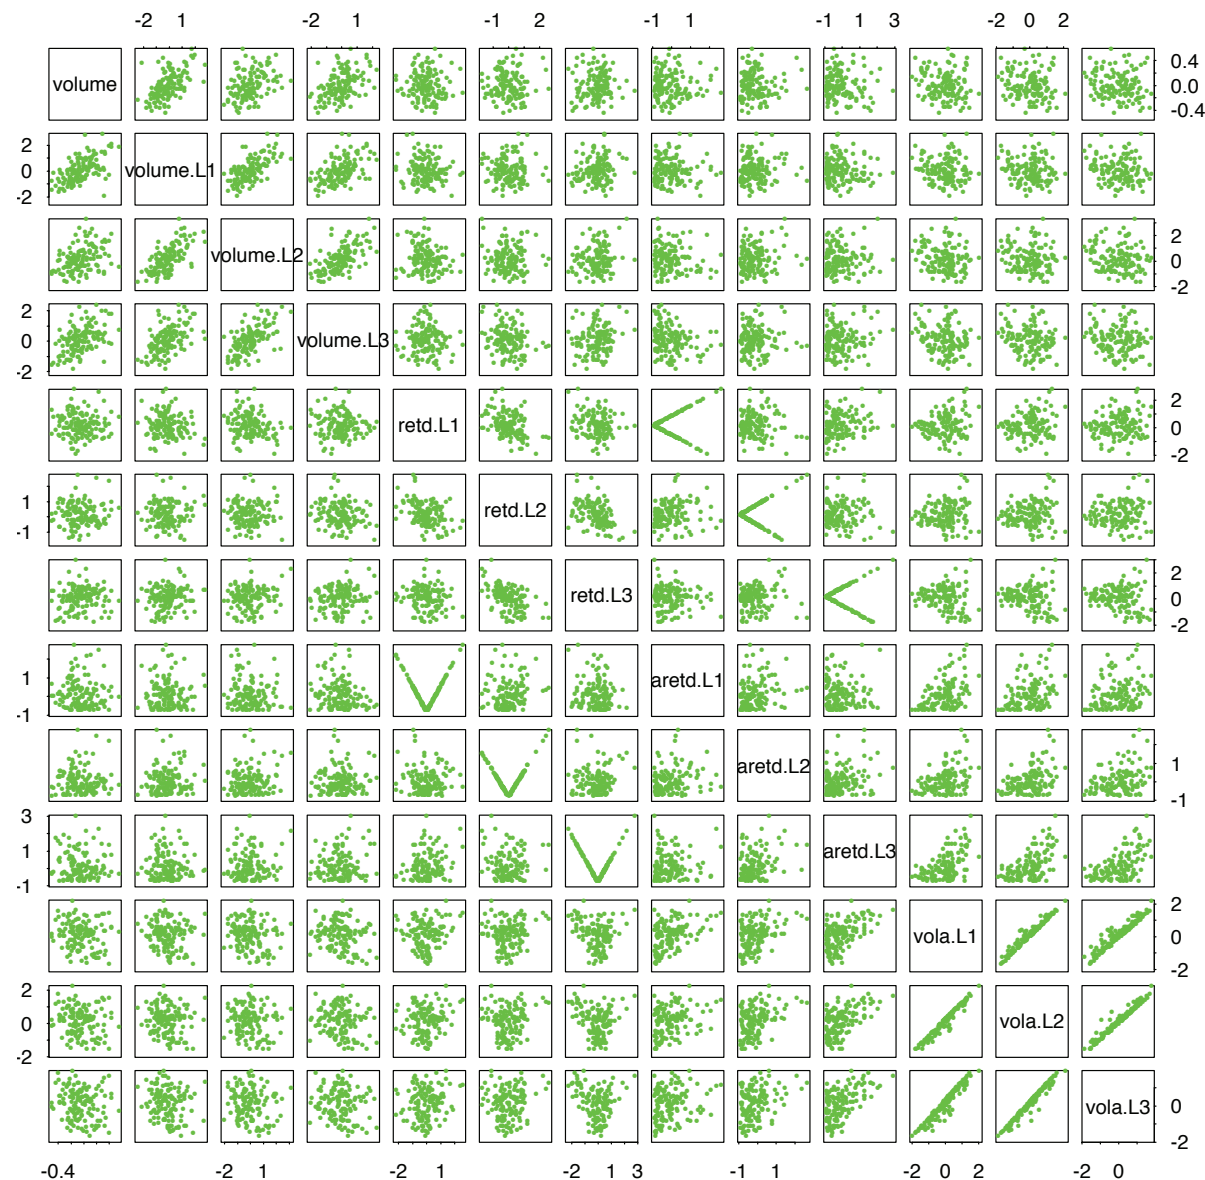 -2 1 -2 1 -1 2 -1 1 -1 1 3 -2 0 2
volume 0.4
0.0
-0.4
2
0 volume.L1
-2
volume.L2 2
0
-2
2
0 volume.L3
-2
retd.L1 2
0
-2
1 retd.L2
-1
retd.L3 2
0
-2
1 aretd.L1
-1
aretd.L2 1
-1
3
1 aretd.L3
-1
vola.L1 2
0
-2
2
0 vola.L2
-2
vola.L3 0
-2
-0.4 -2 1 -2 1 -2 1 3 -1 1 -2 0 2 -2 0